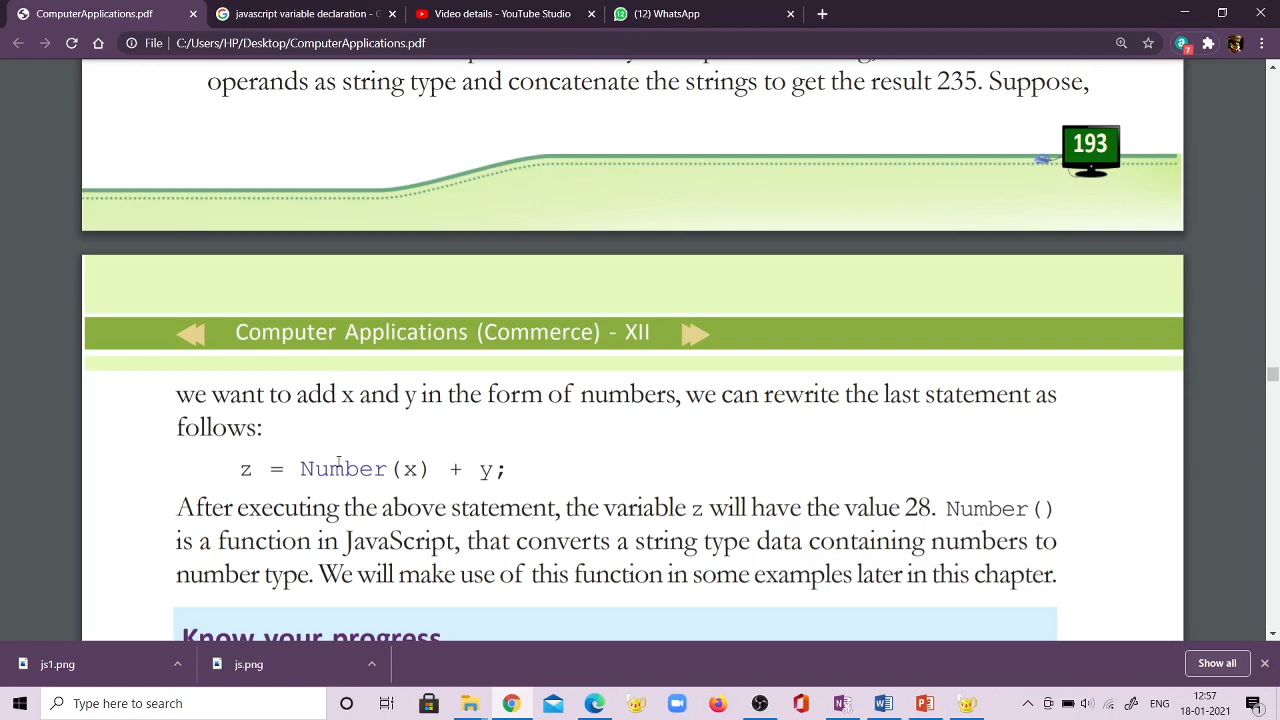 ComputerApplications.pdf
javascript variable declaration - G
Video details - YouTube Studio
(12) WhatsApp
File
C:/Users/HP/Desktop/ComputerApplications.pdf
7
operands as string type and concatenate the strings to get the result 235. Suppose,
193
Computer Applications (Commerce) - XII
we want to add x and y in the form of numbers, we can rewrite the last statement as
follows:
z = Number(x) + y;
After executing the above statement, the variable z will have the value 28. Number()
is a function in JavaScript, that converts a string type data containing numbers to
number type. We will make use of this function in some examples later in this chapter.
Know your progress
js1.png
js.png
Show all
Type here to search
ENG
12:57
18-01-2021
1